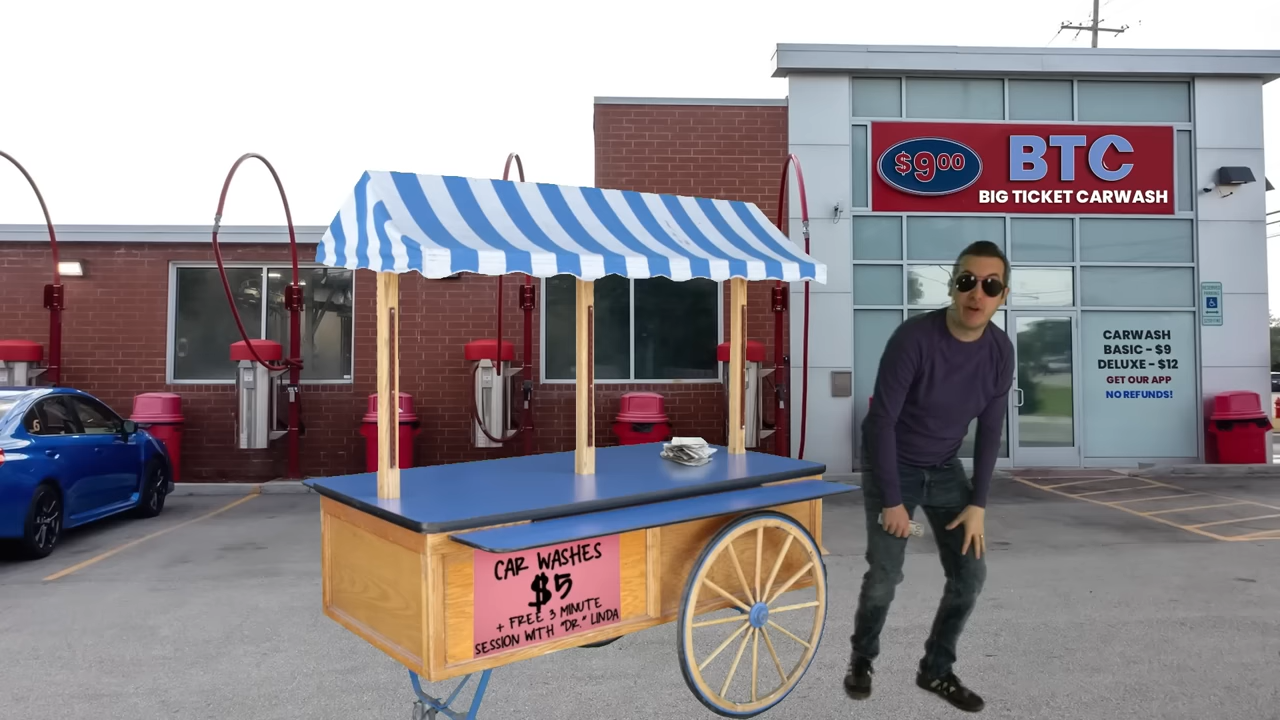 $9.00
BTC
BIG TICKET CARWASH
CARWASH
BASIC - $9
DELUXE - $12
GET OUR APP
NO REFUNDS!
CAR WASHES
$5
+ FREE 3 MINUTE
SESSION WITH "DR." LINDA